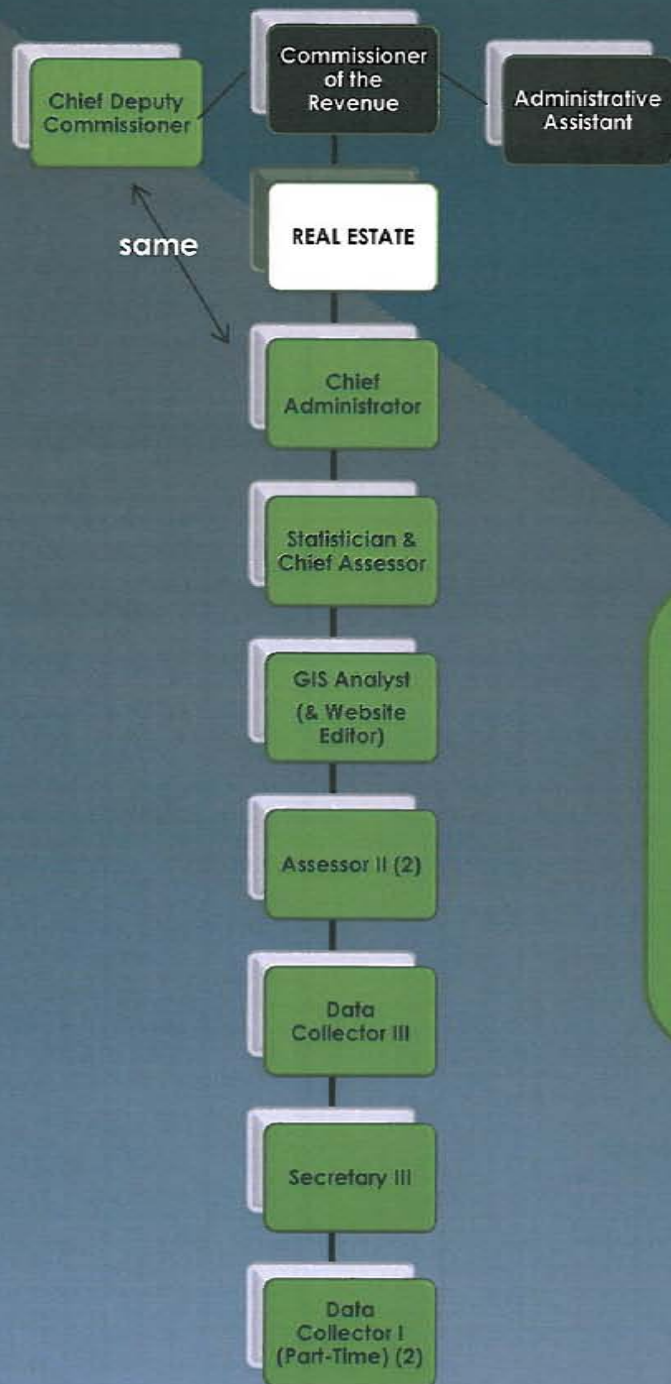 Commissioner
of the
Revenue
Chief Deputy
Commissioner
Administrative
Assistant
same
REAL ESTATE
Chief
Administrator
Statistician &
Chief Assessor
GIS Analyst
(& Website
Editor)
Assessor II (2)
Data
Collector III
Secretary III
Data
Collector I
(Part-Time) (2)